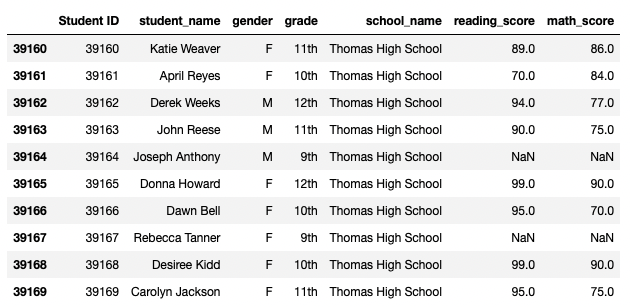 Student ID student_name gender grade school_name reading_score math_score
39160 39160 Katie Weaver F 11th Thomas High School 89.0 86.0
39161 39161 April Reyes F 10th Thomas High School 70.0 84.0
39162 39162 Derek Weeks M 12th Thomas High School 94.0 77.0
39163 39163 John Reese M 11th Thomas High School 90.0 75.0
39164 39164 Joseph Anthony M 9th Thomas High School NaN NaN
39165 39165 Donna Howard F 12th Thomas High School 99.0 90.0
39166 39166 Dawn Bell F 10th Thomas High School 95.0 70.0
39167 39167 Rebecca Tanner F 9th Thomas High School NaN NaN
39168 39168 Desiree Kidd F 10th Thomas High School 99.0 90.0
39169 39169 Carolyn Jackson F 11th Thomas High School 95.0 75.0